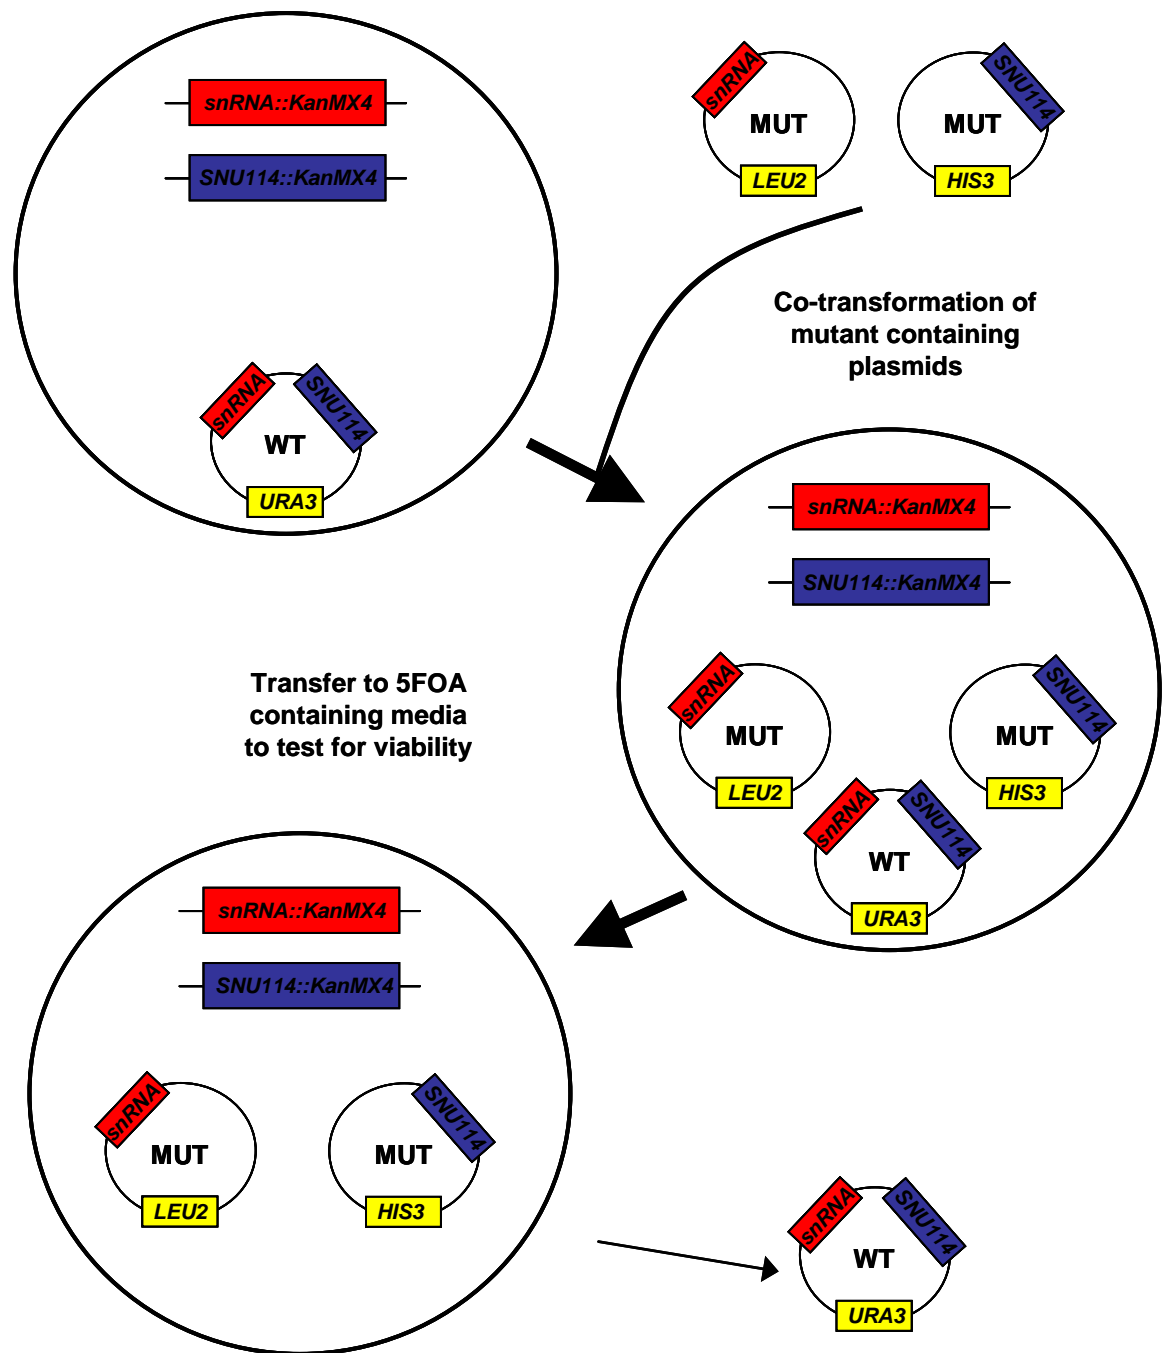 snRNA::KanMX4
SNU114::KanMX4
snRNA
SNU114
WT
URA3
snRNA
MUT
LEU2
SNU114
MUT
HIS3
Co-transformation of
mutant containing
plasmids
snRNA::KanMX4
SNU114::KanMX4
snRNA
MUT
LEU2
SNU114
MUT
HIS3
snRNA
SNU114
WT
URA3
Transfer to 5FOA
containing media
to test for viability
snRNA::KanMX4
SNU114::KanMX4
snRNA
MUT
LEU2
SNU114
MUT
HIS3
snRNA
SNU114
WT
URA3